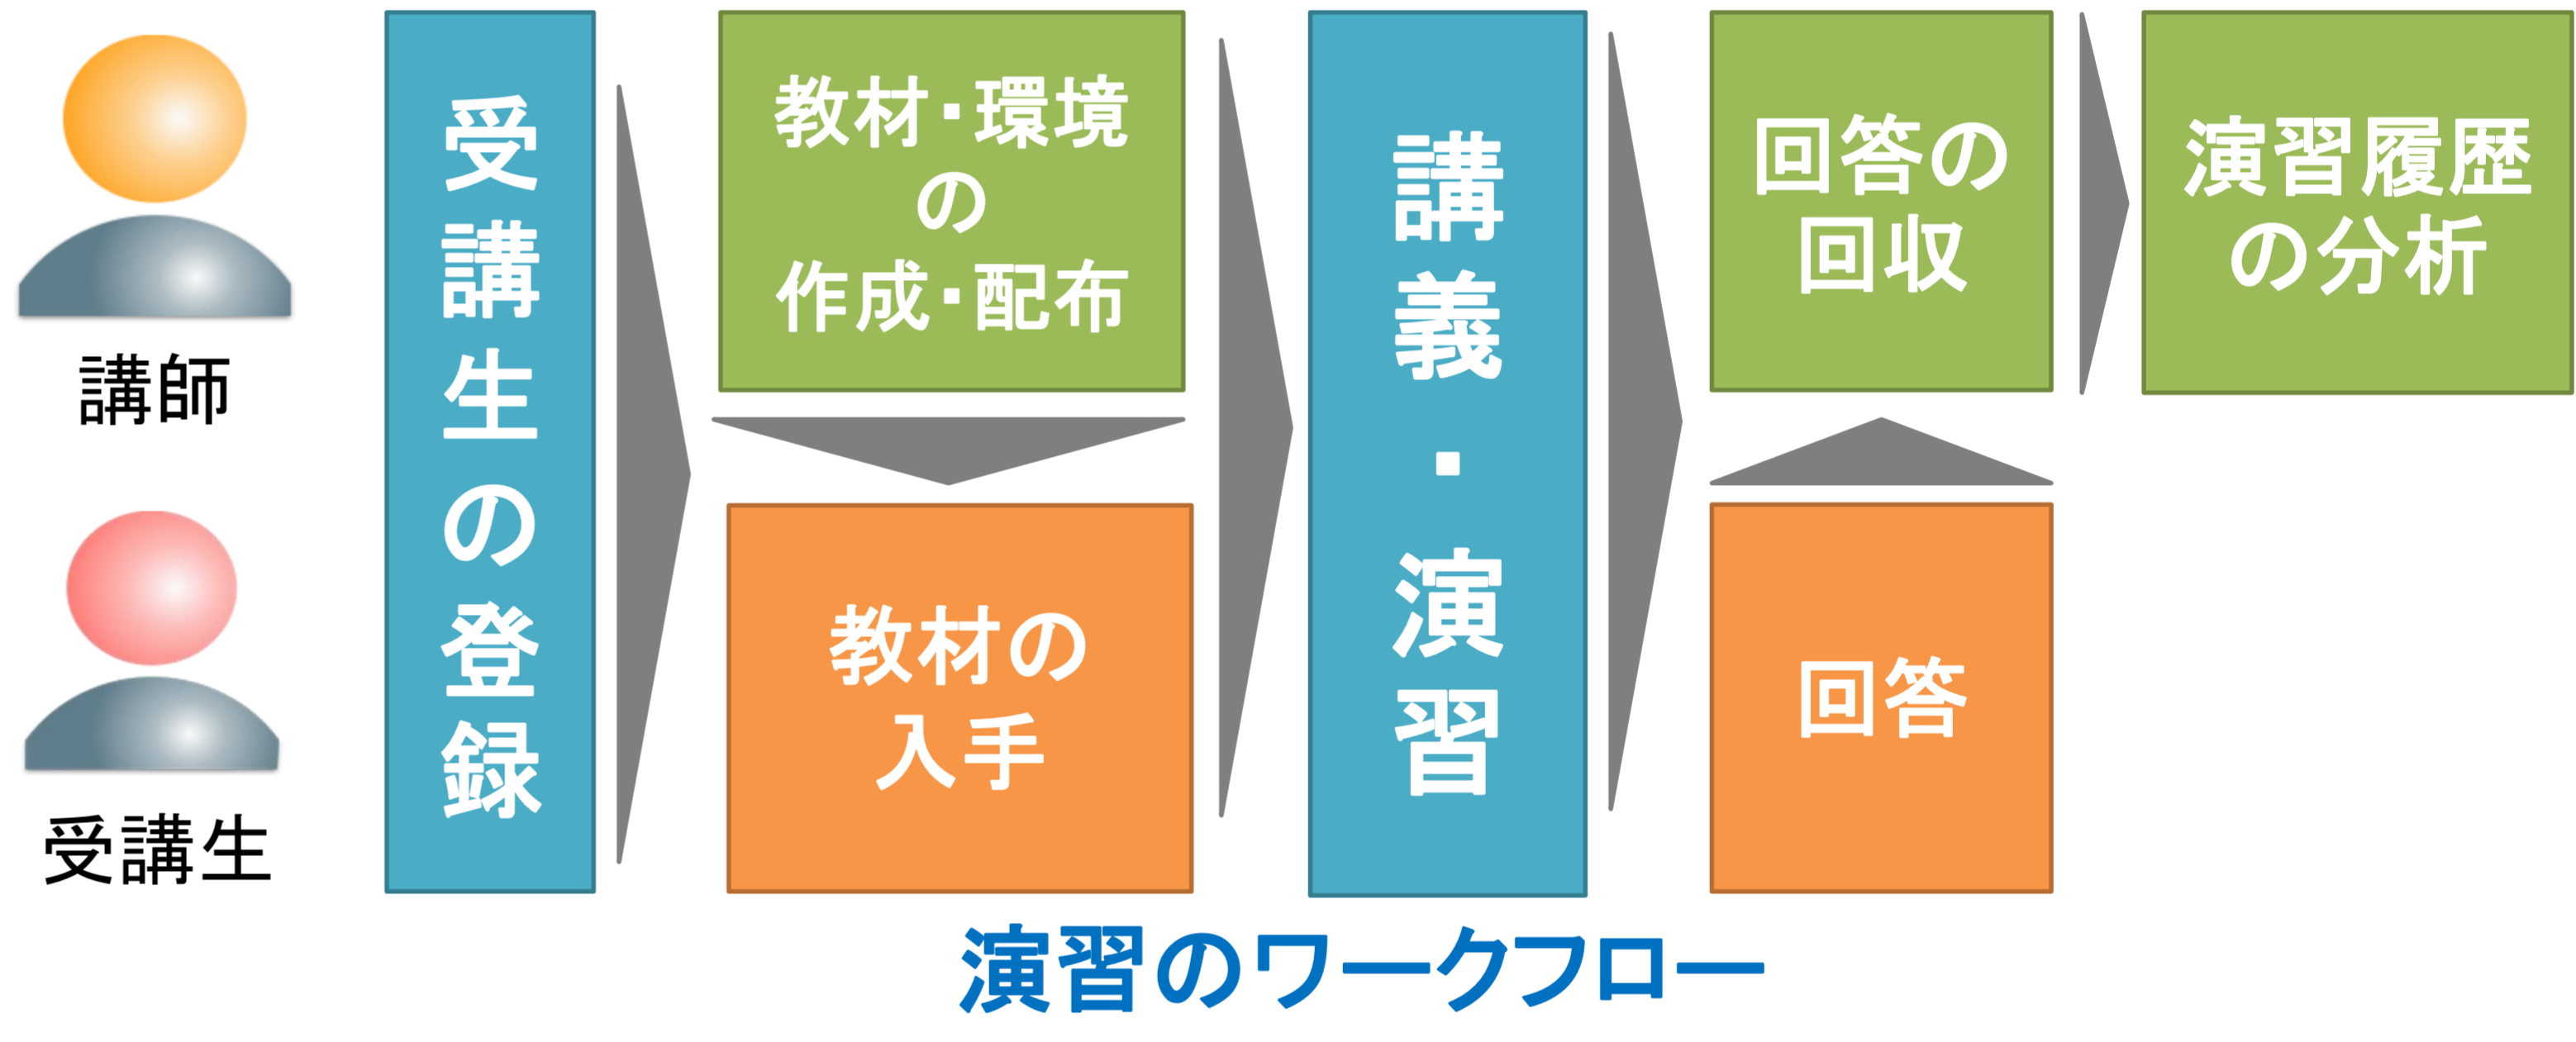 講師
受講生
受講生の登録
教材・環境
の
作成・配布
教材の
入手
講義・演習
回答の
回収
回答
演習履歴
の分析
演習のワークフロー